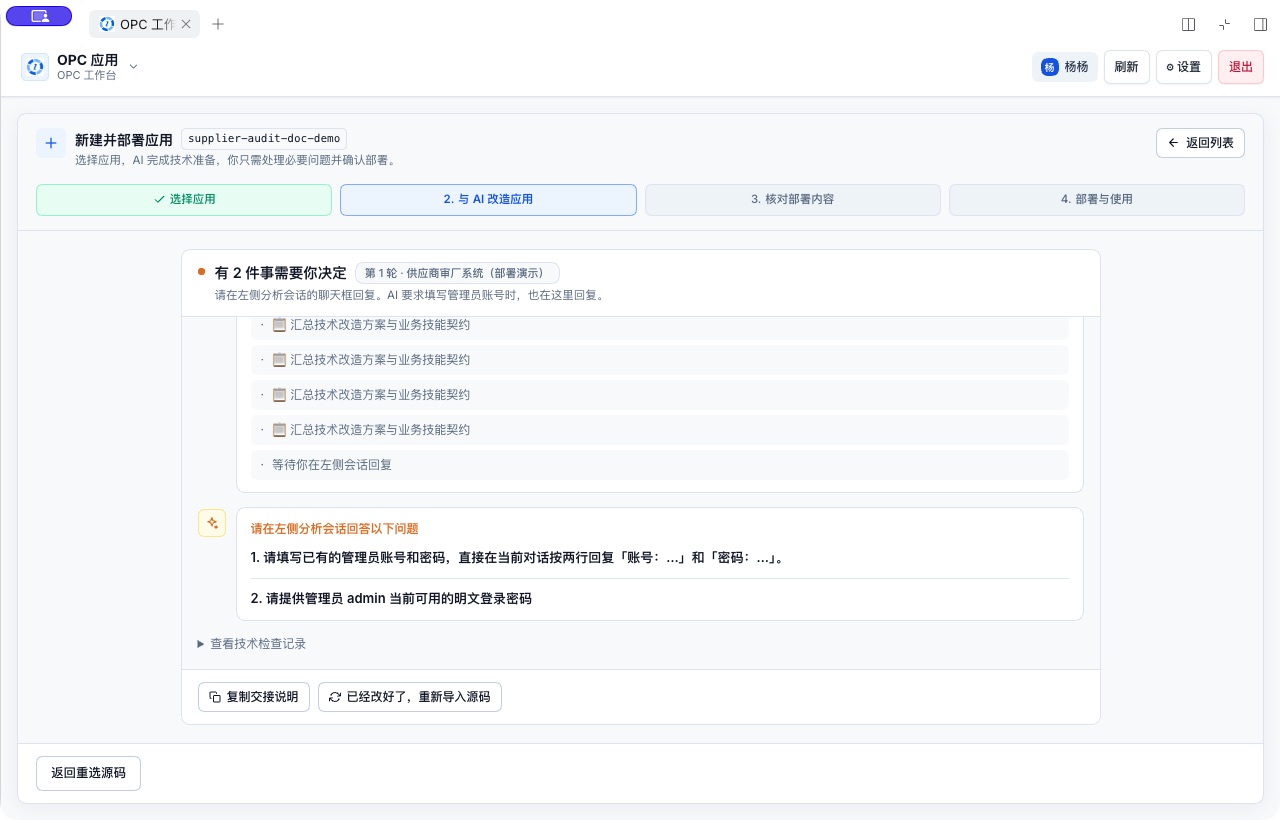 OPC 工作
OPC 应用
OPC 工作台
杨 杨杨
刷新
设置
退出
新建并部署应用 supplier-audit-doc-demo
选择应用，AI 完成技术准备，你只需处理必要问题并确认部署。
返回列表
选择应用
2. 与 AI 改造应用
3. 核对部署内容
4. 部署与使用
有 2 件事需要你决定 第 1 轮 · 供应商审厂系统（部署演示）
请在左侧分析会话的聊天框回复。AI 要求填写管理员账号时，也在这里回复。
· 汇总技术改造方案与业务技能契约
· 汇总技术改造方案与业务技能契约
· 汇总技术改造方案与业务技能契约
· 汇总技术改造方案与业务技能契约
· 等待你在左侧会话回复
请在左侧分析会话回答以下问题
1. 请填写已有的管理员账号和密码，直接在当前对话按两行回复「账号：…」和「密码：…」。
2. 请提供管理员 admin 当前可用的明文登录密码
查看技术检查记录
复制交接说明
已经改好了，重新导入源码
返回重选源码